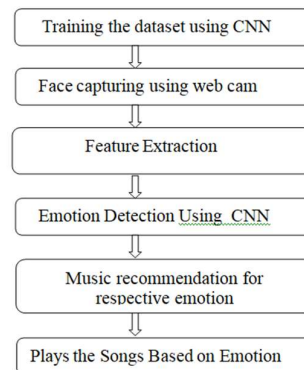 Training the dataset using CNN
Face capturing using web cam
Feature Extraction
Emotion Detection Using CNN
Music recommendation for
respective emotion
Plays the Songs Based on Emotion